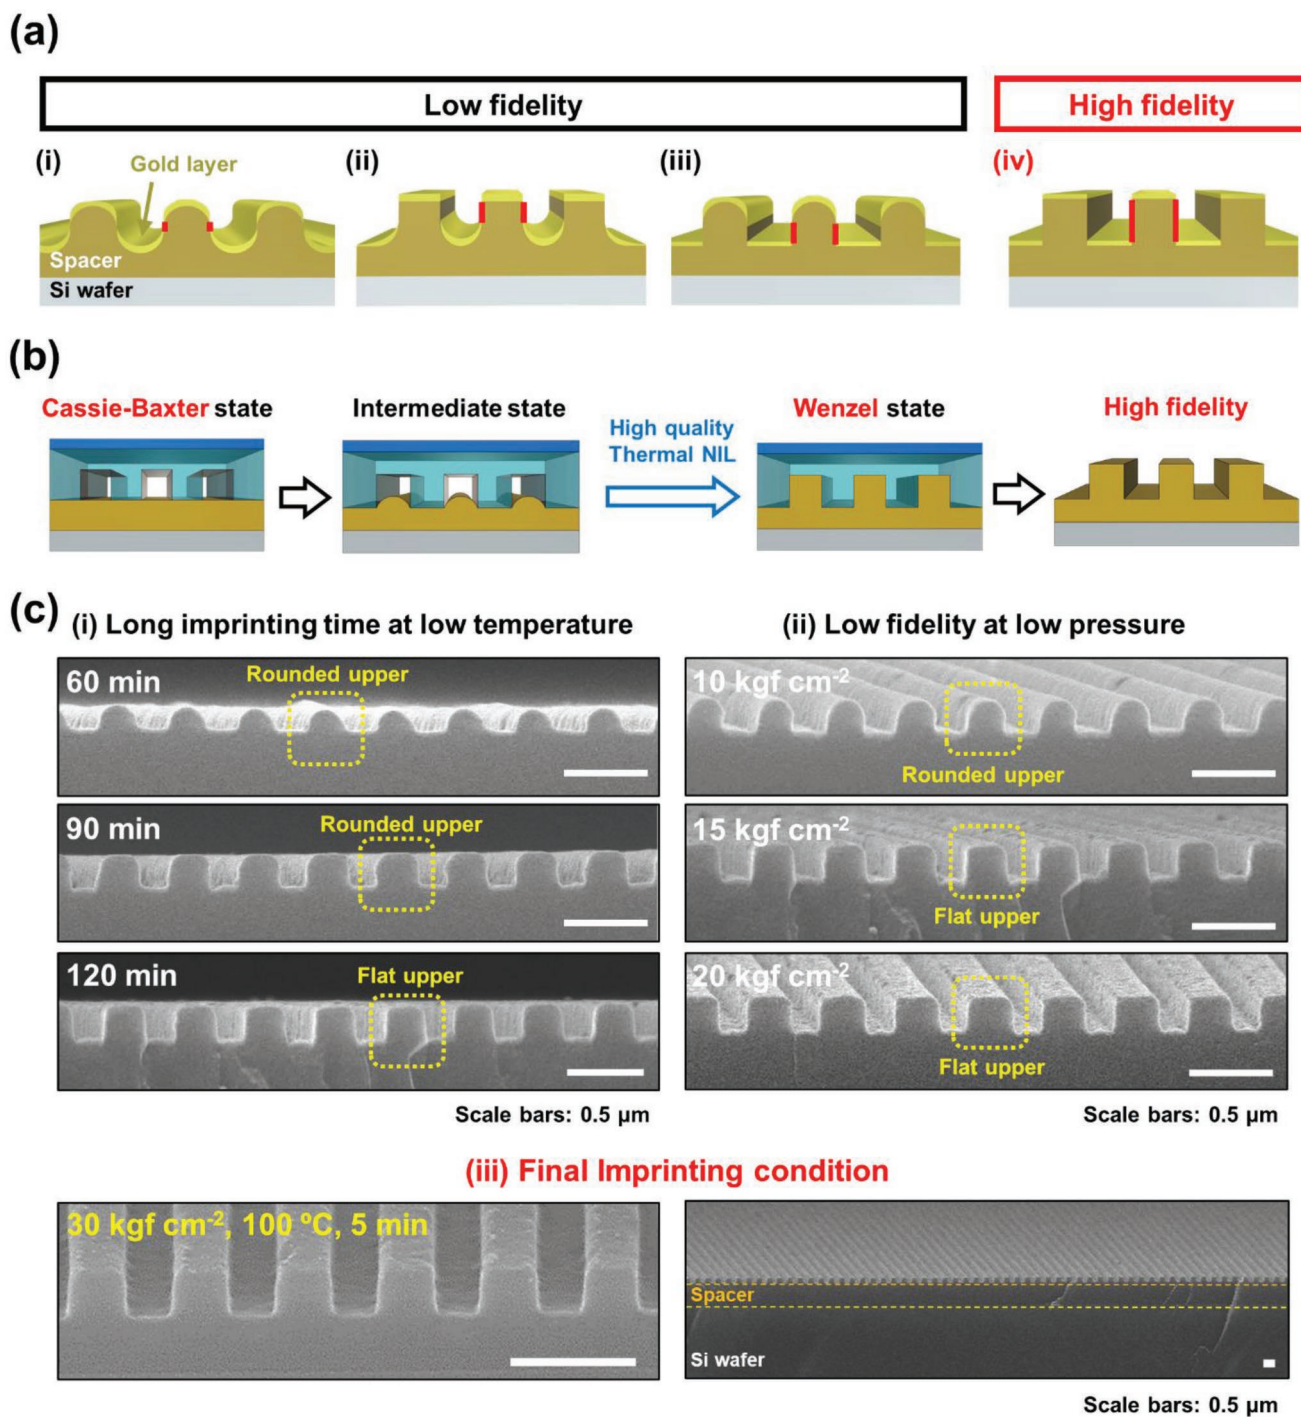 (a)
Low fidelity
High fidelity
(i)
Gold layer
Spacer
Si wafer
(ii)
(iii)
(iv)
(b)
Cassie-Baxter state
Intermediate state
High quality
Thermal NIL
Wenzel state
High fidelity
(c)
(i) Long imprinting time at low temperature
60 min
Rounded upper
90 min
Rounded upper
120 min
Flat upper
Scale bars: 0.5 µm
(ii) Low fidelity at low pressure
10 kgf cm⁻²
Rounded upper
15 kgf cm⁻²
Flat upper
20 kgf cm⁻²
Flat upper
Scale bars: 0.5 µm
(iii) Final Imprinting condition
30 kgf cm⁻², 100 ºC, 5 min
Spacer
Si wafer
Scale bars: 0.5 µm